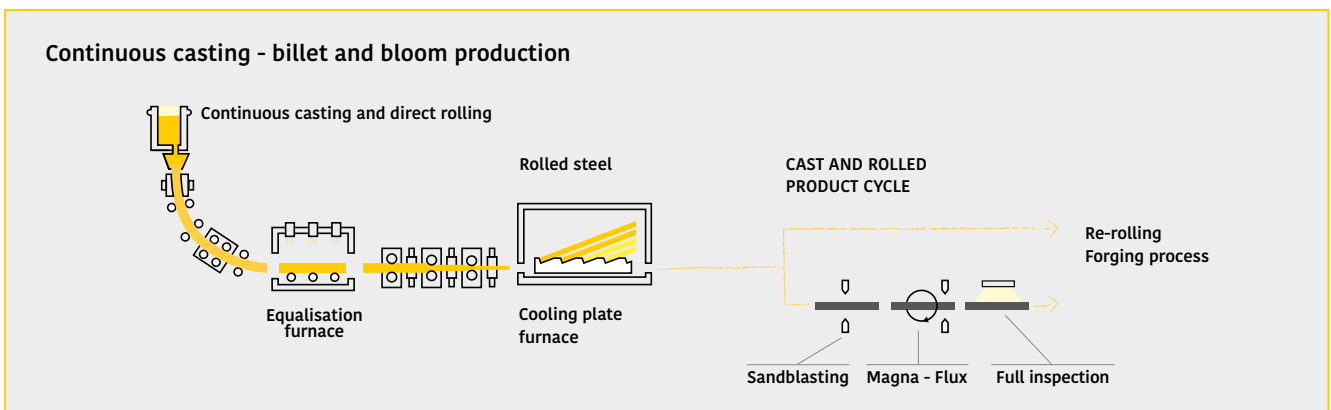 Continuous casting - billet and bloom production
Continuous casting and direct rolling
Rolled steel
CAST AND ROLLED
PRODUCT CYCLE
Re-rolling
Forging process
Equalisation
furnace
Cooling plate
furnace
Sandblasting
Magna - Flux
Full inspection